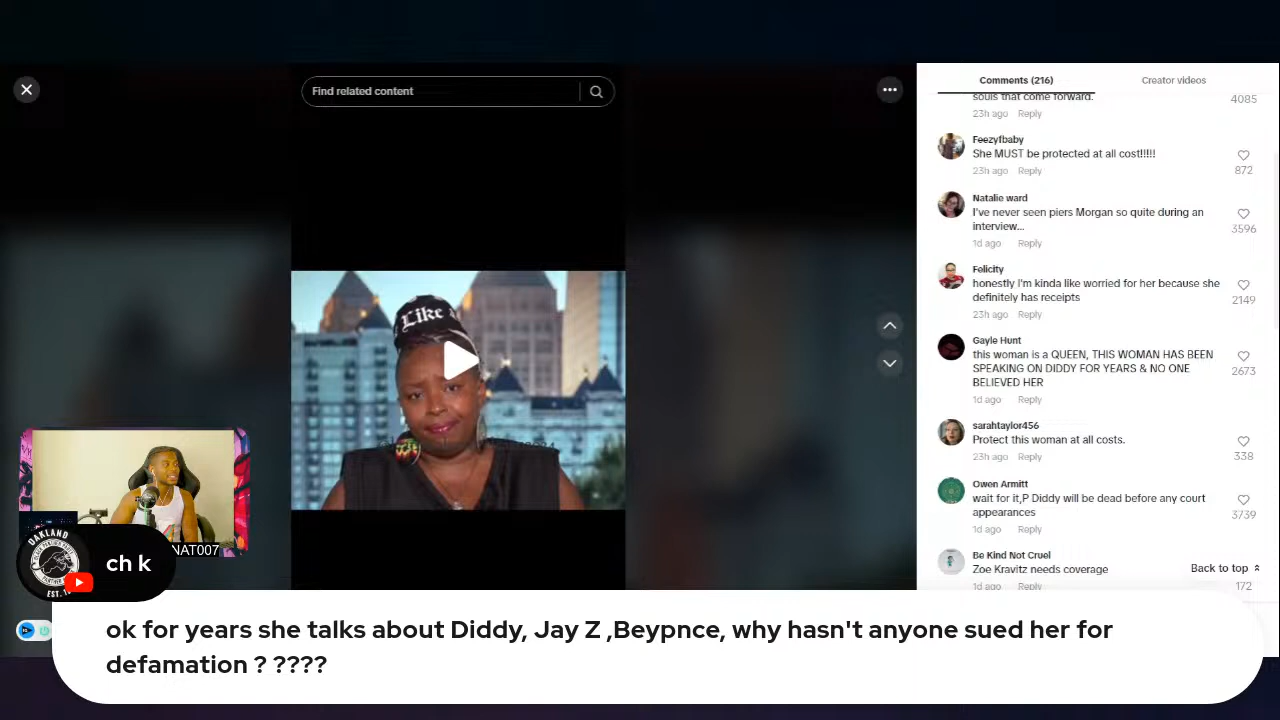 Find related content
Like
NAT007
OAKLAND
EST.
ch k
ok for years she talks about Diddy, Jay Z ,Beypnce, why hasn't anyone sued her for
defamation ? ????
Comments (216)
Creator videos
souls that come forward.
4085
23h ago Reply
Feezyfbaby
She MUST be protected at all cost!!!!!
872
23h ago Reply
Natalie ward
I've never seen piers Morgan so quite during an
interview...
3596
1d ago Reply
Felicity
honestly I'm kinda like worried for her because she
definitely has receipts
2149
23h ago Reply
Gayle Hunt
this woman is a QUEEN, THIS WOMAN HAS BEEN
SPEAKING ON DIDDY FOR YEARS & NO ONE
BELIEVED HER
2673
1d ago Reply
sarahtaylor456
Protect this woman at all costs.
338
23h ago Reply
Owen Armitt
wait for it,P Diddy will be dead before any court
appearances
3739
1d ago Reply
Be Kind Not Cruel
Zoe Kravitz needs coverage
Back to top
172
1d ago Reply